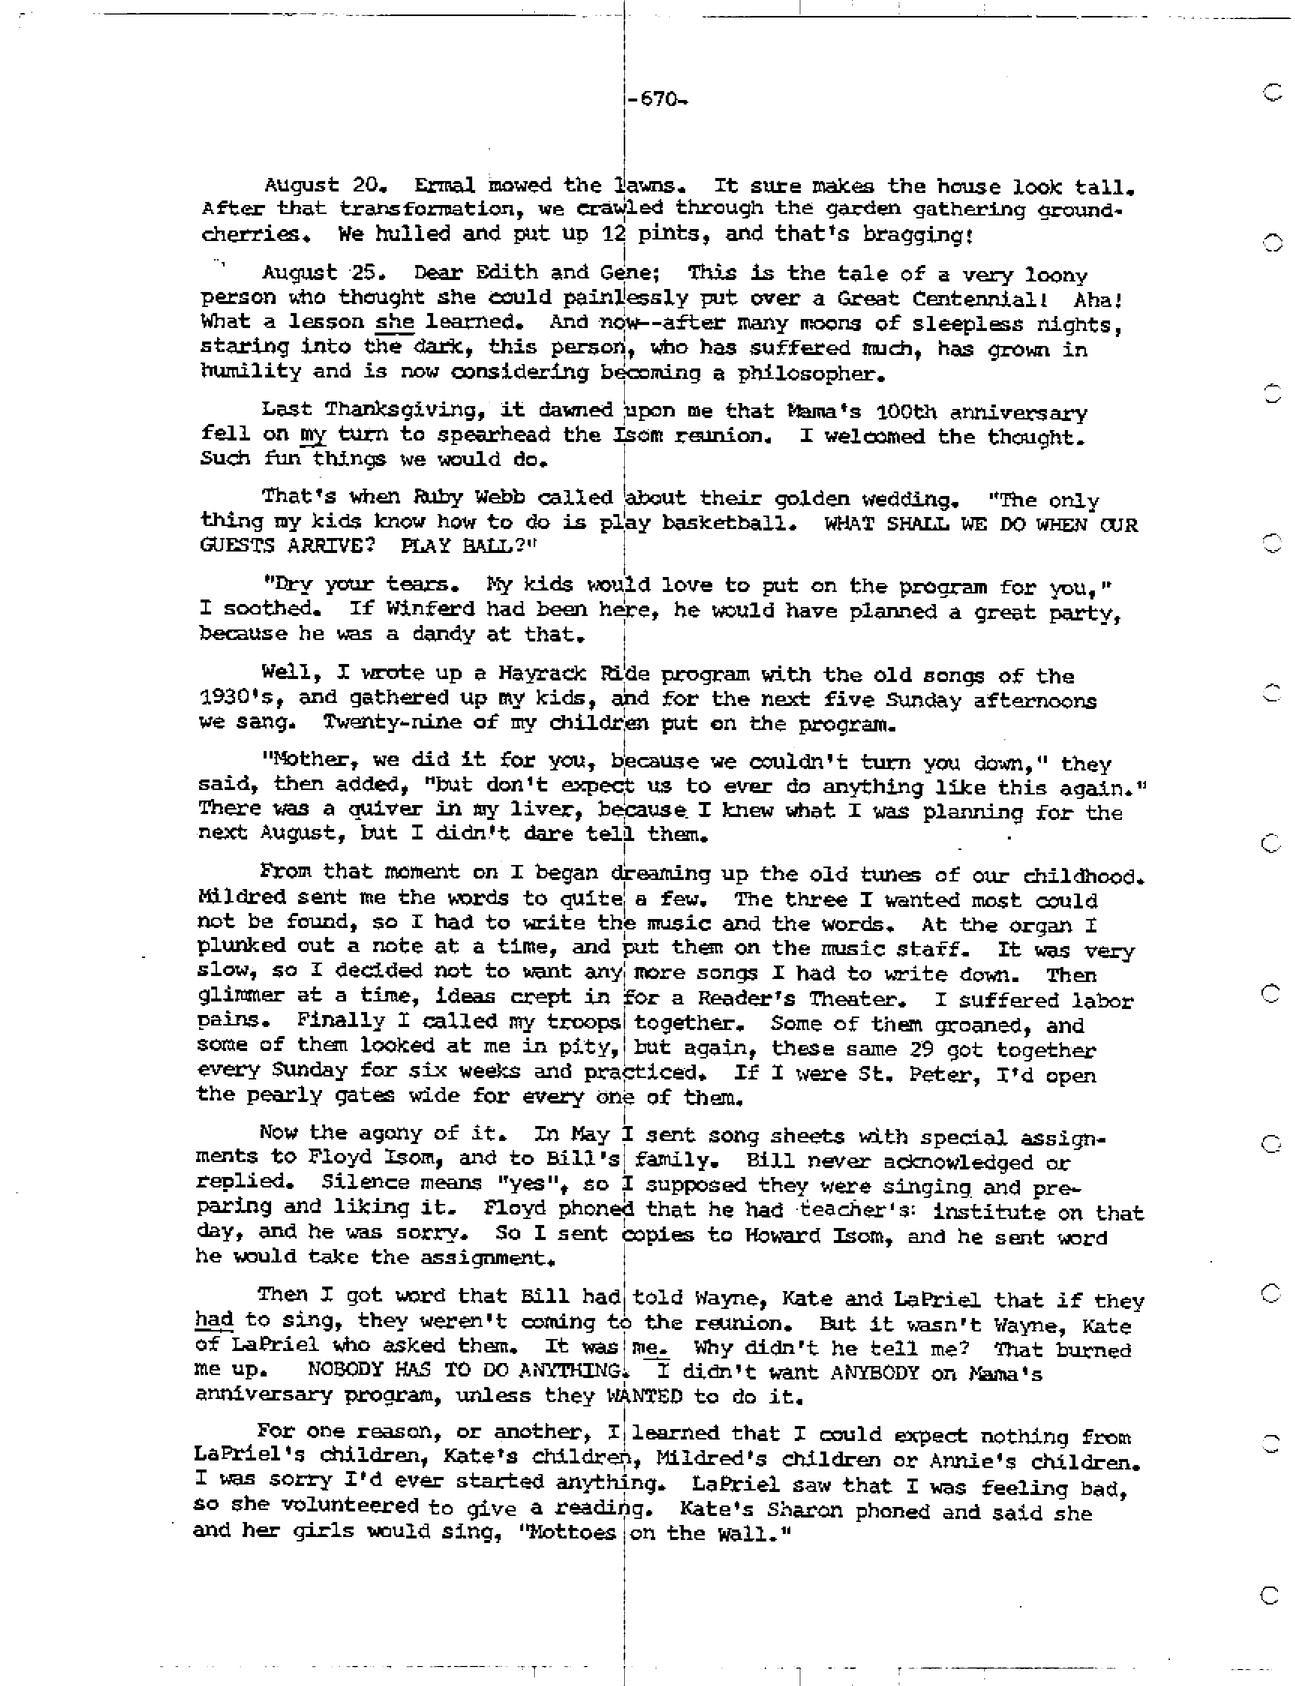 -670-
August 20. Ermal mowed the lawns. It sure makes the house look tall.
After that transformation, we crawled through the garden gathering ground-
cherries. We hulled and put up 12 pints, and that's bragging!
August 25. Dear Edith and Gene; This is the tale of a very loony
person who thought she could painlessly put over a Great Centennial! Aha!
What a lesson she learned. And now--after many moons of sleepless nights,
staring into the dark, this person, who has suffered much, has grown in
humility and is now considering becoming a philosopher.
Last Thanksgiving, it dawned upon me that Mama's 100th anniversary
fell on my turn to spearhead the Isom reunion. I welcomed the thought.
Such fun things we would do.
That's when Ruby Webb called about their golden wedding. "The only
thing my kids know how to do is play basketball. WHAT SHALL WE DO WHEN OUR
GUESTS ARRIVE? PLAY BALL?"
"Dry your tears. My kids would love to put on the program for you,"
I soothed. If Winferd had been here, he would have planned a great party,
because he was a dandy at that.
Well, I wrote up a Hayrack Ride program with the old songs of the
1930's, and gathered up my kids, and for the next five Sunday afternoons
we sang. Twenty-nine of my children put on the program.
"Mother, we did it for you, because we couldn't turn you down," they
said, then added, "but don't expect us to ever do anything like this again."
There was a quiver in my liver, because I knew what I was planning for the
next August, but I didn't dare tell them.
From that moment on I began dreaming up the old tunes of our childhood.
Mildred sent me the words to quite a few. The three I wanted most could
not be found, so I had to write the music and the words. At the organ I
plunked out a note at a time, and put them on the music staff. It was very
slow, so I decided not to want any more songs I had to write down. Then
glimmer at a time, ideas crept in for a Reader's Theater. I suffered labor
pains. Finally I called my troops together. Some of them groaned, and
some of them looked at me in pity, but again, these same 29 got together
every Sunday for six weeks and practiced. If I were St. Peter, I'd open
the pearly gates wide for every one of them.
Now the agony of it. In May I sent song sheets with special assign-
ments to Floyd Isom, and to Bill's family. Bill never acknowledged or
replied. Silence means "yes", so I supposed they were singing and pre-
paring and liking it. Floyd phoned that he had teacher's: institute on that
day, and he was sorry. So I sent copies to Howard Isom, and he sent word
he would take the assignment.
Then I got word that Bill had told Wayne, Kate and LaPriel that if they
had to sing, they weren't coming to the reunion. But it wasn't Wayne, Kate
of LaPriel who asked them. It was me. Why didn't he tell me? That burned
me up. NOBODY HAS TO DO ANYTHING. I didn't want ANYBODY on Mama's
anniversary program, unless they WANTED to do it.
For one reason, or another, I learned that I could expect nothing from
LaPriel's children, Kate's children, Mildred's children or Annie's children.
I was sorry I'd ever started anything. LaPriel saw that I was feeling bad,
so she volunteered to give a reading. Kate's Sharon phoned and said she
and her girls would sing, "Mottoes on the Wall."